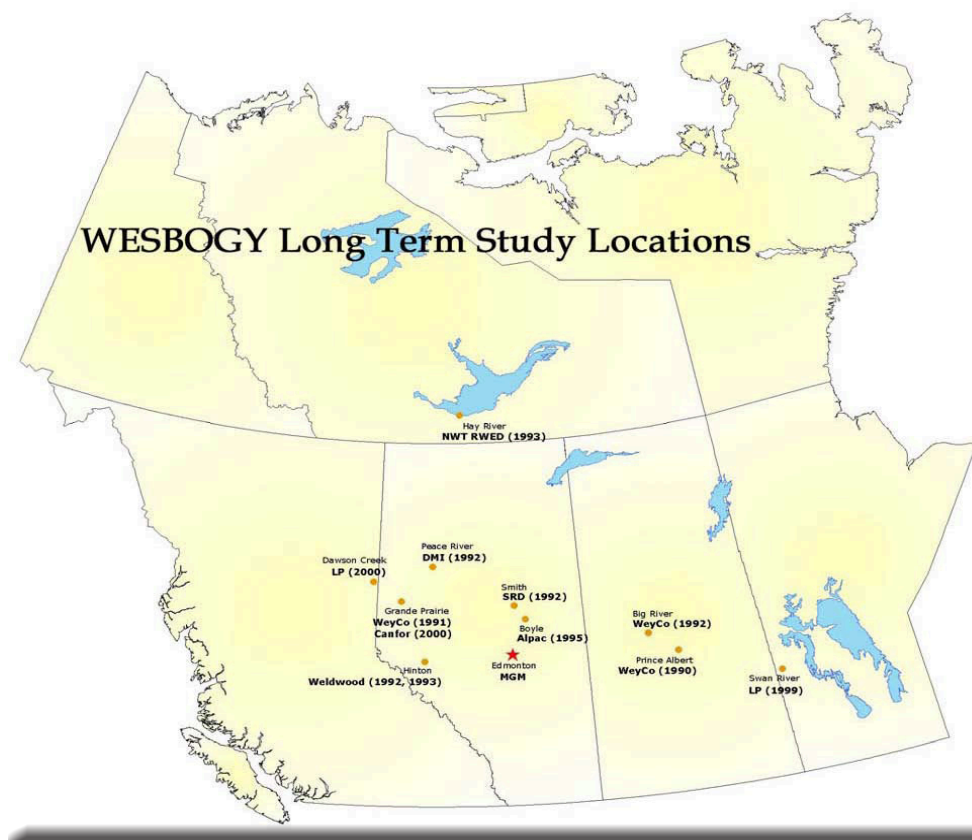 WESBOGY Long Term Study Locations
Hay River
NWT RWED (1993)
Peace River
DMI (1992)
Dawson Creek
LP (2000)
Smith
SRD (1992)
Grande Prairie
WeyCo (1991)
Canfor (2000)
Boyle
Alpac (1995)
Big River
WeyCo (1992)
Edmonton
MGM
Hinton
Weldwood (1992, 1993)
Prince Albert
WeyCo (1990)
Swan River
LP (1999)